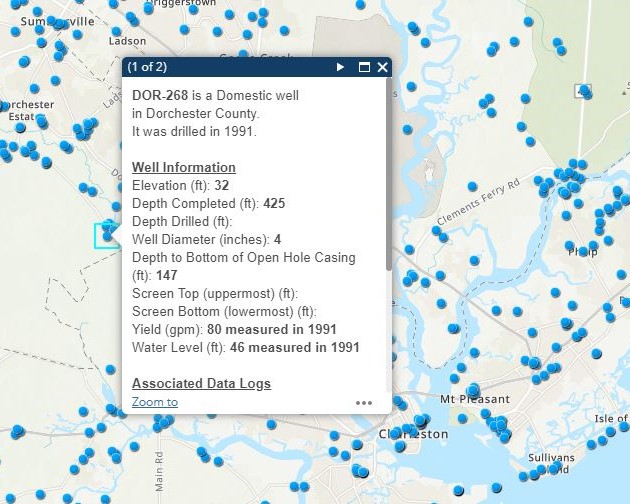 Summerville
Driggerstown
Ladson
(1 of 2)
DOR-268 is a Domestic well
in Dorchester County.
It was drilled in 1991.
Well Information
Elevation (ft): 32
Depth Completed (ft): 425
Depth Drilled (ft):
Well Diameter (inches): 4
Depth to Bottom of Open Hole Casing
(ft): 147
Screen Top (uppermost) (ft):
Screen Bottom (lowermost) (ft):
Yield (gpm): 80 measured in 1991
Water Level (ft): 46 measured in 1991
Associated Data Logs
Zoom to
Clements Ferry Rd
Mt Pleasant
Charleston
Isle of
Sullivans
Island
Main Rd